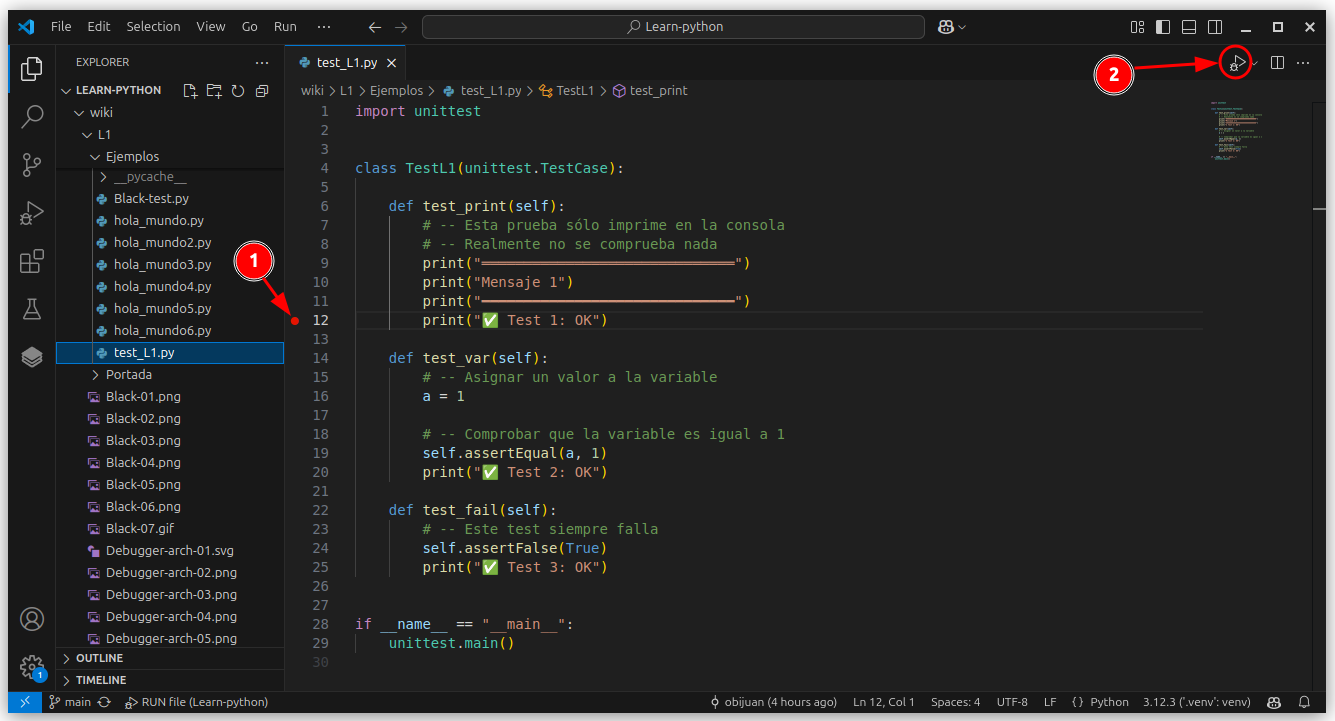 File Edit Selection View Go Run ··· Learn-python
EXPLORER ···
LEARN-PYTHON
wiki
L1
Ejemplos
__pycache__
Black-test.py
hola_mundo.py
hola_mundo2.py
hola_mundo3.py
hola_mundo4.py
hola_mundo5.py
hola_mundo6.py
test_L1.py
Portada
Black-01.png
Black-02.png
Black-03.png
Black-04.png
Black-05.png
Black-06.png
Black-07.gif
Debugger-arch-01.svg
Debugger-arch-02.png
Debugger-arch-03.png
Debugger-arch-04.png
Debugger-arch-05.png
OUTLINE
TIMELINE
1
1
2
test_L1.py
wiki > L1 > Ejemplos > test_L1.py > TestL1 > test_print
1 import unittest
2
3
4 class TestL1(unittest.TestCase):
5
6 def test_print(self):
7 # -- Esta prueba sólo imprime en la consola
8 # -- Realmente no se comprueba nada
9 print("══════════════════════════════")
10 print("Mensaje 1")
11 print("══════════════════════════════")
12 print("✅ Test 1: OK")
13
14 def test_var(self):
15 # -- Asignar un valor a la variable
16 a = 1
17
18 # -- Comprobar que la variable es igual a 1
19 self.assertEqual(a, 1)
20 print("✅ Test 2: OK")
21
22 def test_fail(self):
23 # -- Este test siempre falla
24 self.assertFalse(True)
25 print("✅ Test 3: OK")
26
27
28 if __name__ == "__main__":
29 unittest.main()
30
main RUN file (Learn-python) obijuan (4 hours ago) Ln 12, Col 1 Spaces: 4 UTF-8 LF {} Python 3.12.3 ('.venv': venv)